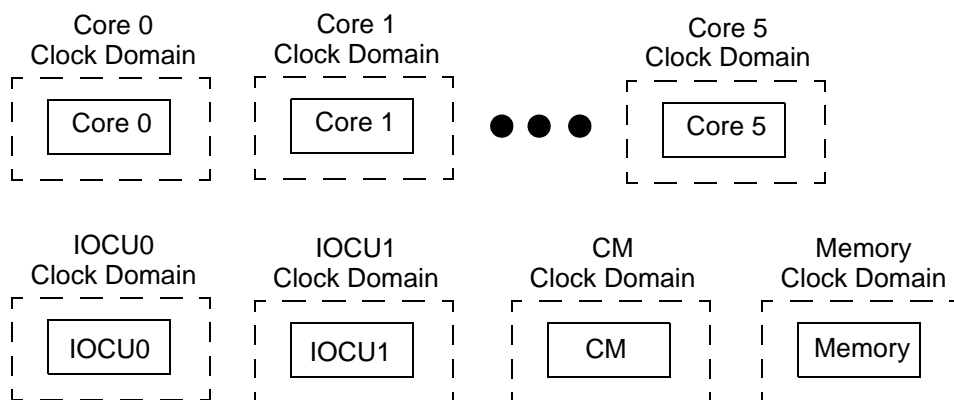 Core 0
Clock Domain
Core 0
Core 1
Clock Domain
Core 1
Core 5
Clock Domain
Core 5
IOCU0
Clock Domain
IOCU0
IOCU1
Clock Domain
IOCU1
CM
Clock Domain
CM
Memory
Clock Domain
Memory